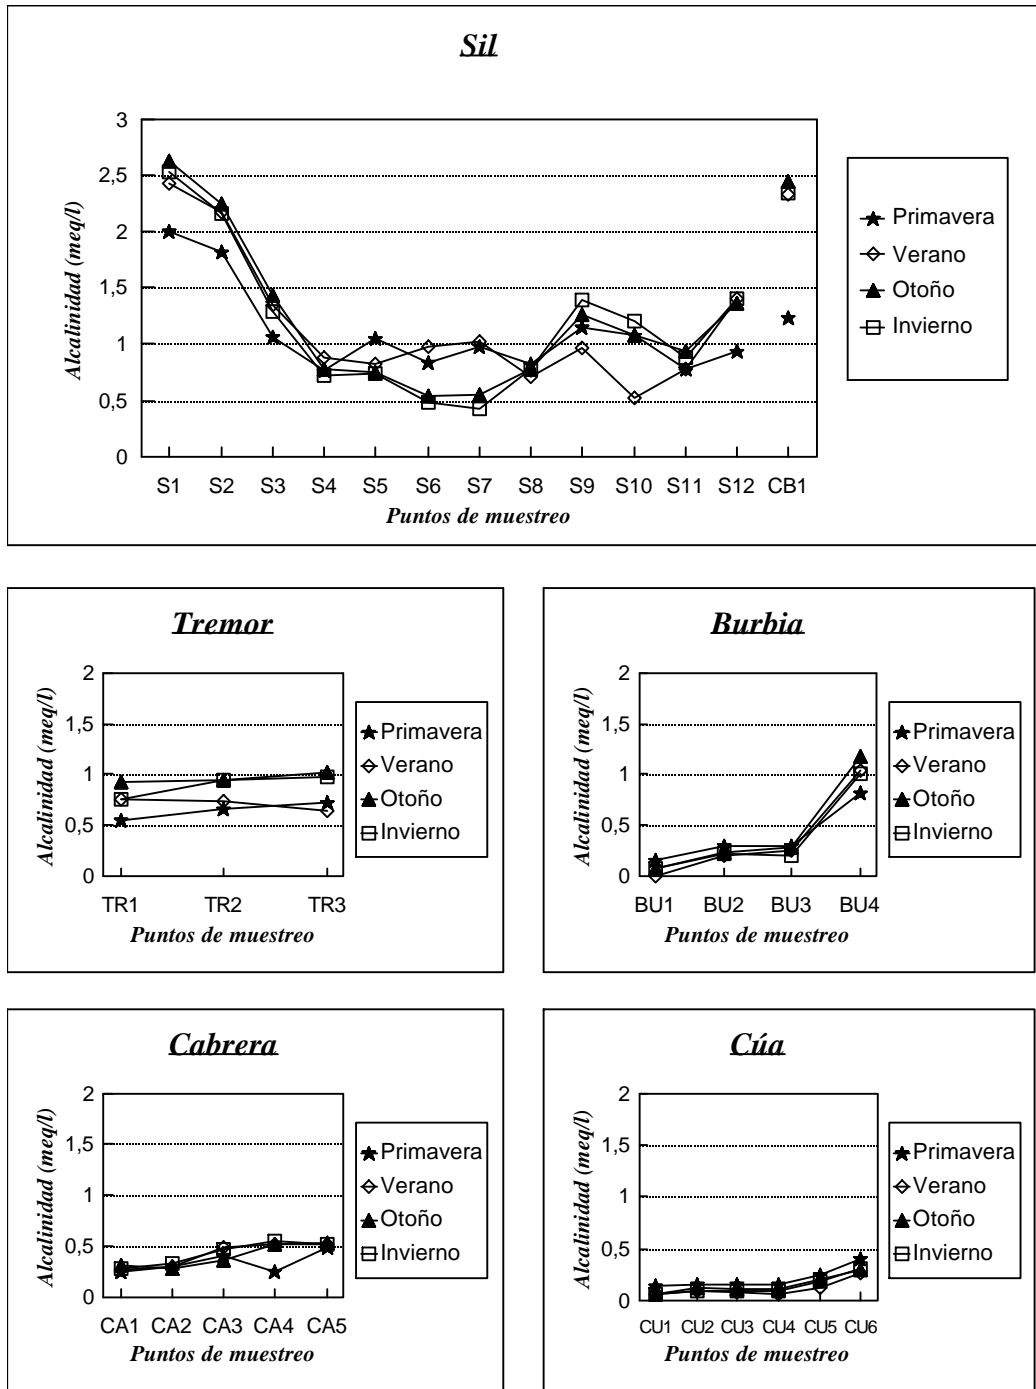 Sil
Alcalinidad (meq/l)
3
2,5
2
1,5
1
0,5
0
S1 S2 S3 S4 S5 S6 S7 S8 S9 S10 S11 S12 CB1
Puntos de muestreo
Primavera
Verano
Otoño
Invierno
Tremor
Alcalinidad (meq/l)
2
1,5
1
0,5
0
TR1 TR2 TR3
Puntos de muestreo
Primavera
Verano
Otoño
Invierno
Burbia
Alcalinidad (meq/l)
2
1,5
1
0,5
0
BU1 BU2 BU3 BU4
Puntos de muestreo
Primavera
Verano
Otoño
Invierno
Cabrera
Alcalinidad (meq/l)
2
1,5
1
0,5
0
CA1 CA2 CA3 CA4 CA5
Puntos de muestreo
Primavera
Verano
Otoño
Invierno
Cúa
Alcalinidad (meq/l)
2
1,5
1
0,5
0
CU1 CU2 CU3 CU4 CU5 CU6
Puntos de muestreo
Primavera
Verano
Otoño
Invierno